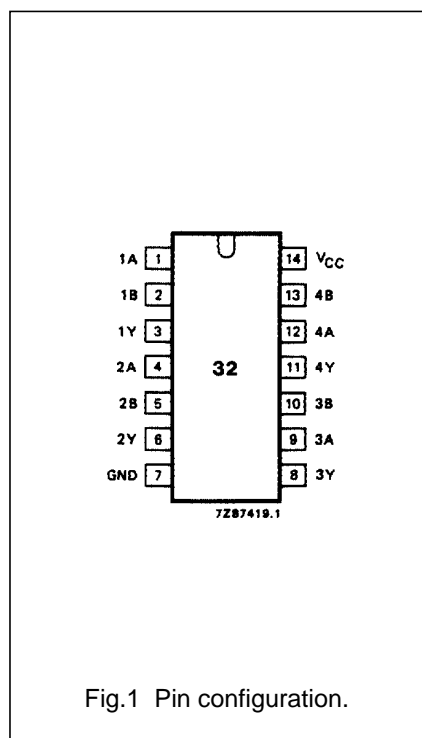 1A 1 14 VCC
1B 2 13 4B
1Y 3 12 4A
2A 4 32 11 4Y
2B 5 10 3B
2Y 6 9 3A
GND 7 8 3Y
7Z87419.1
Fig.1 Pin configuration.